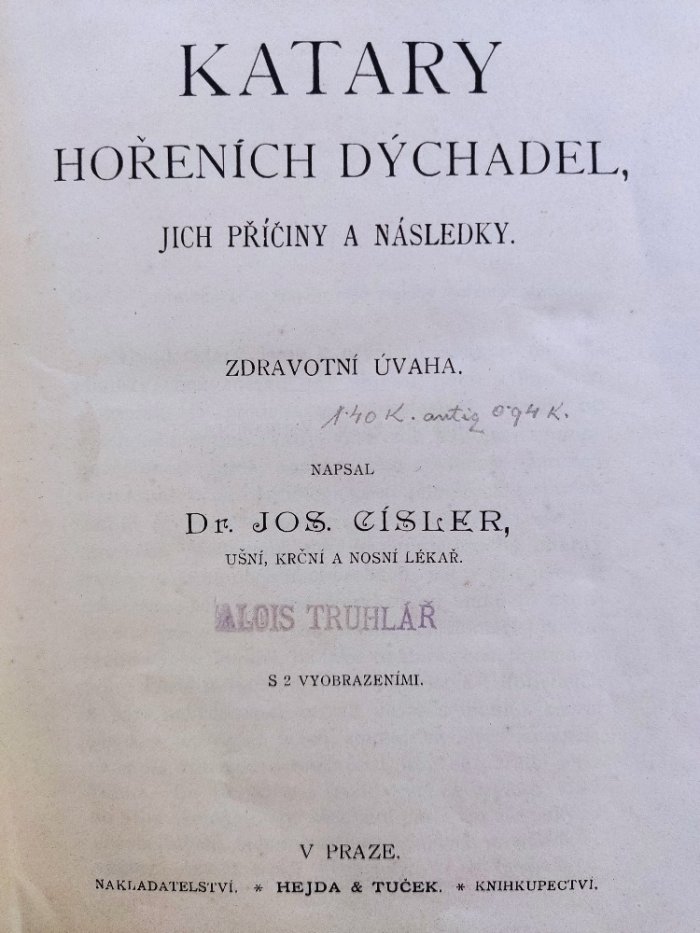 KATARY
HOŘENÍCH DÝCHADEL,
JICH PŘÍČINY A NÁSLEDKY.
ZDRAVOTNÍ ÚVAHA.
1·40 K. antiq 0·94 K.
NAPSAL
Dr. JOS. CÍSLER,
UŠNÍ, KRČNÍ A NOSNÍ LÉKAŘ.
ALOIS TRUHLÁŘ
S 2 VYOBRAZENÍMI.
V PRAZE.
NAKLADATELSTVÍ. * HEJDA & TUČEK. * KNIHKUPECTVÍ.